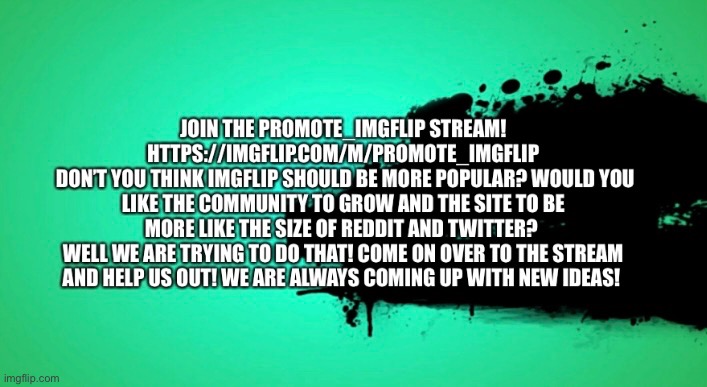 JOIN THE PROMOTE_IMGFLIP STREAM!
HTTPS://IMGFLIP.COM/M/PROMOTE_IMGFLIP
DON'T YOU THINK IMGFLIP SHOULD BE MORE POPULAR? WOULD YOU
LIKE THE COMMUNITY TO GROW AND THE SITE TO BE
MORE LIKE THE SIZE OF REDDIT AND TWITTER?
WELL WE ARE TRYING TO DO THAT! COME ON OVER TO THE STREAM
AND HELP US OUT! WE ARE ALWAYS COMING UP WITH NEW IDEAS!
imgflip.com